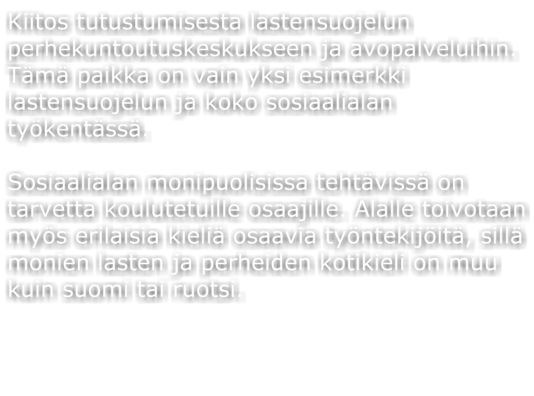 Kiitos tutustumisesta lastensuojelun
perhekuntoutuskeskukseen ja avopalveluihin.
Tämä paikka on vain yksi esimerkki
lastensuojelun ja koko sosiaalialan
työkentässä.

Sosiaalialan monipuolisissa tehtävissä on
tarvetta koulutetuille osaajille. Alalle toivotaan
myös erilaisia kieliä osaavia työntekijöitä, sillä
monien lasten ja perheiden kotikieli on muu
kuin suomi tai ruotsi.